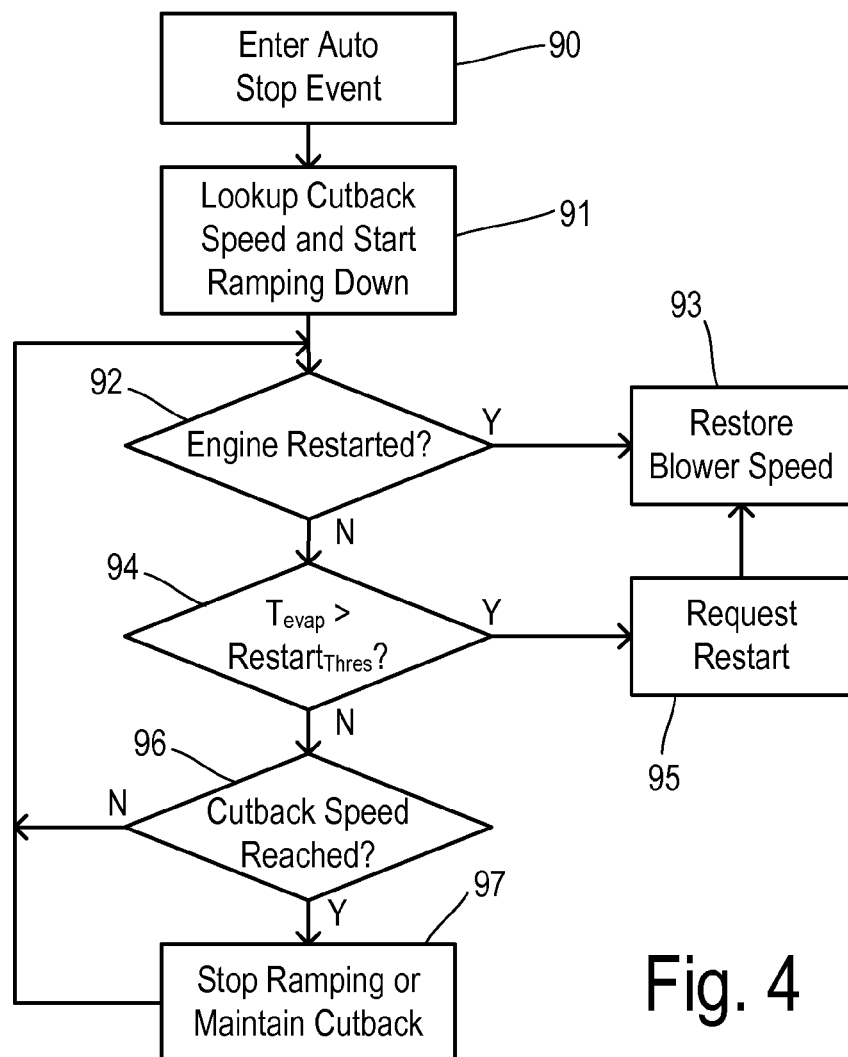 Enter Auto
Stop Event
90
Lookup Cutback
Speed and Start
Ramping Down
91
92
Engine Restarted?
Y
N
93
Restore
Blower Speed
94
Tevap >
RestartThres?
Y
N
Request
Restart
95
96
Cutback Speed
Reached?
N
Y
97
Stop Ramping or
Maintain Cutback
Fig. 4